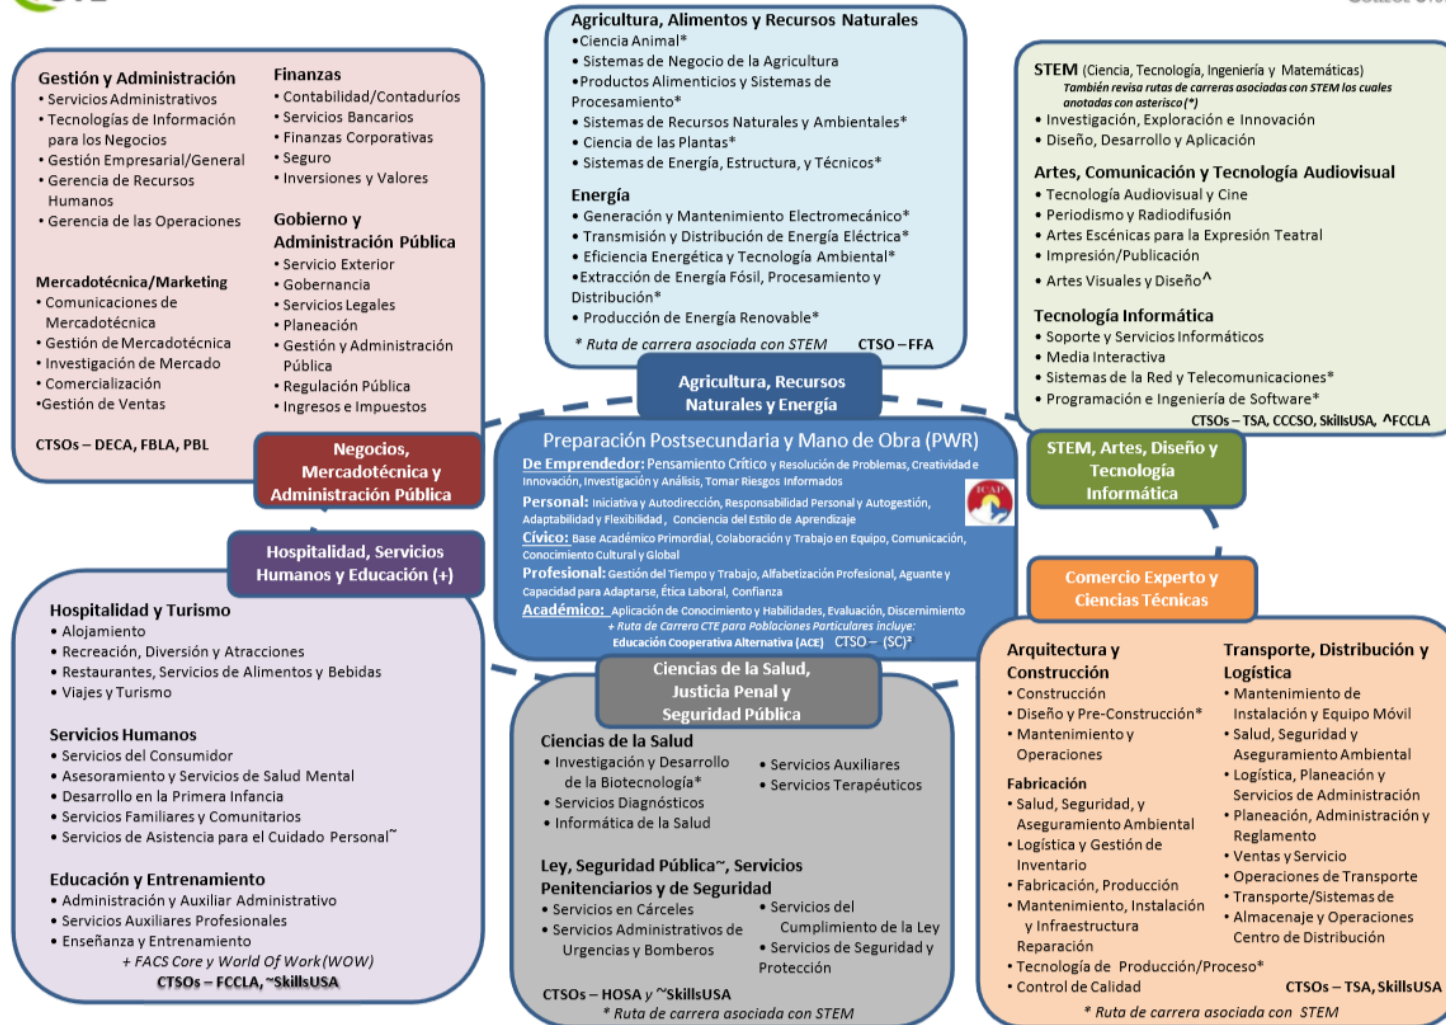 Agricultura, Alimentos y Recursos Naturales
•Ciencia Animal*
• Sistemas de Negocio de la Agricultura
•Productos Alimenticios y Sistemas de
Procesamiento*
• Sistemas de Recursos Naturales y Ambientales*
• Ciencia de las Plantas*
• Sistemas de Energía, Estructura, y Técnicos*
Energía
• Generación y Mantenimiento Electromecánico*
• Transmisión y Distribución de Energía Eléctrica*
• Eficiencia Energética y Tecnología Ambiental*
•Extracción de Energía Fósil, Procesamiento y
Distribución*
• Producción de Energía Renovable*
* Ruta de carrera asociada con STEM CTSO – FFA
Agricultura, Recursos
Naturales y Energía
Gestión y Administración
• Servicios Administrativos
• Tecnologías de Información
para los Negocios
• Gestión Empresarial/General
• Gerencia de Recursos
Humanos
• Gerencia de las Operaciones
Mercadotécnica/Marketing
• Comunicaciones de
Mercadotécnica
• Gestión de Mercadotécnica
• Investigación de Mercado
• Comercialización
•Gestión de Ventas
CTSOs – DECA, FBLA, PBL
Finanzas
• Contabilidad/Contaduríos
• Servicios Bancarios
• Finanzas Corporativas
• Seguro
• Inversiones y Valores
Gobierno y
Administración Pública
• Servicio Exterior
• Gobernancia
• Servicios Legales
• Planeación
• Gestión y Administración
Pública
• Regulación Pública
• Ingresos e Impuestos
Negocios,
Mercadotécnica y
Administración Pública
STEM (Ciencia, Tecnología, Ingeniería y Matemáticas)
También revisa rutas de carreras asociadas con STEM los cuales
anotadas con asterisco (*)
• Investigación, Exploración e Innovación
• Diseño, Desarrollo y Aplicación
Artes, Comunicación y Tecnología Audiovisual
• Tecnología Audiovisual y Cine
• Periodismo y Radiodifusión
• Artes Escénicas para la Expresión Teatral
• Impresión/Publicación
• Artes Visuales y Diseño^
Tecnología Informática
• Soporte y Servicios Informáticos
• Media Interactiva
• Sistemas de la Red y Telecomunicaciones*
• Programación e Ingeniería de Software*
CTSOs – TSA, CCCSO, SkillsUSA, ^FCCLA
STEM, Artes, Diseño y
Tecnología
Informática
Preparación Postsecundaria y Mano de Obra (PWR)
De Emprendedor: Pensamiento Crítico y Resolución de Problemas, Creatividad e
Innovación, Investigación y Análisis, Tomar Riesgos Informados
Personal: Iniciativa y Autodirección, Responsabilidad Personal y Autogestión,
Adaptabilidad y Flexibilidad , Conciencia del Estilo de Aprendizaje
Cívico: Base Académico Primordial, Colaboración y Trabajo en Equipo, Comunicación,
Conocimiento Cultural y Global
Profesional: Gestión del Tiempo y Trabajo, Alfabetización Profesional, Aguante y
Capacidad para Adaptarse, Ética Laboral, Confianza
Académico: Aplicación de Conocimiento y Habilidades, Evaluación, Discernimiento
+ Ruta de Carrera CTE para Poblaciones Particulares incluye:
Educación Cooperativa Alternativa (ACE) CTSO – (SC)²
ICAP
Hospitalidad, Servicios
Humanos y Educación (+)
Hospitalidad y Turismo
• Alojamiento
• Recreación, Diversión y Atracciones
• Restaurantes, Servicios de Alimentos y Bebidas
• Viajes y Turismo
Servicios Humanos
• Servicios del Consumidor
• Asesoramiento y Servicios de Salud Mental
• Desarrollo en la Primera Infancia
• Servicios Familiares y Comunitarios
• Servicios de Asistencia para el Cuidado Personal~
Educación y Entrenamiento
• Administración y Auxiliar Administrativo
• Servicios Auxiliares Profesionales
• Enseñanza y Entrenamiento
+ FACS Core y World Of Work (WOW)
CTSOs – FCCLA, ~SkillsUSA
Ciencias de la Salud,
Justicia Penal y
Seguridad Pública
Ciencias de la Salud
• Investigación y Desarrollo
de la Biotecnología*
• Servicios Diagnósticos
• Informática de la Salud
• Servicios Auxiliares
• Servicios Terapéuticos
Ley, Seguridad Pública~, Servicios
Penitenciarios y de Seguridad
• Servicios en Cárceles
• Servicios Administrativos de
Urgencias y Bomberos
• Servicios del
Cumplimiento de la Ley
• Servicios de Seguridad y
Protección
CTSOs – HOSA y ~SkillsUSA
* Ruta de carrera asociada con STEM
Comercio Experto y
Ciencias Técnicas
Arquitectura y
Construcción
• Construcción
• Diseño y Pre-Construcción*
• Mantenimiento y
Operaciones
Fabricación
• Salud, Seguridad, y
Aseguramiento Ambiental
• Logística y Gestión de
Inventario
• Fabricación, Producción
• Mantenimiento, Instalación
y Infraestructura
Reparación
• Tecnología de Producción/Proceso*
• Control de Calidad
Transporte, Distribución y
Logística
• Mantenimiento de
Instalación y Equipo Móvil
• Salud, Seguridad y
Aseguramiento Ambiental
• Logística, Planeación y
Servicios de Administración
• Planeación, Administración y
Reglamento
• Ventas y Servicio
• Operaciones de Transporte
• Transporte/Sistemas de
• Almacenaje y Operaciones
Centro de Distribución
CTSOs – TSA, SkillsUSA
* Ruta de carrera asociada con STEM